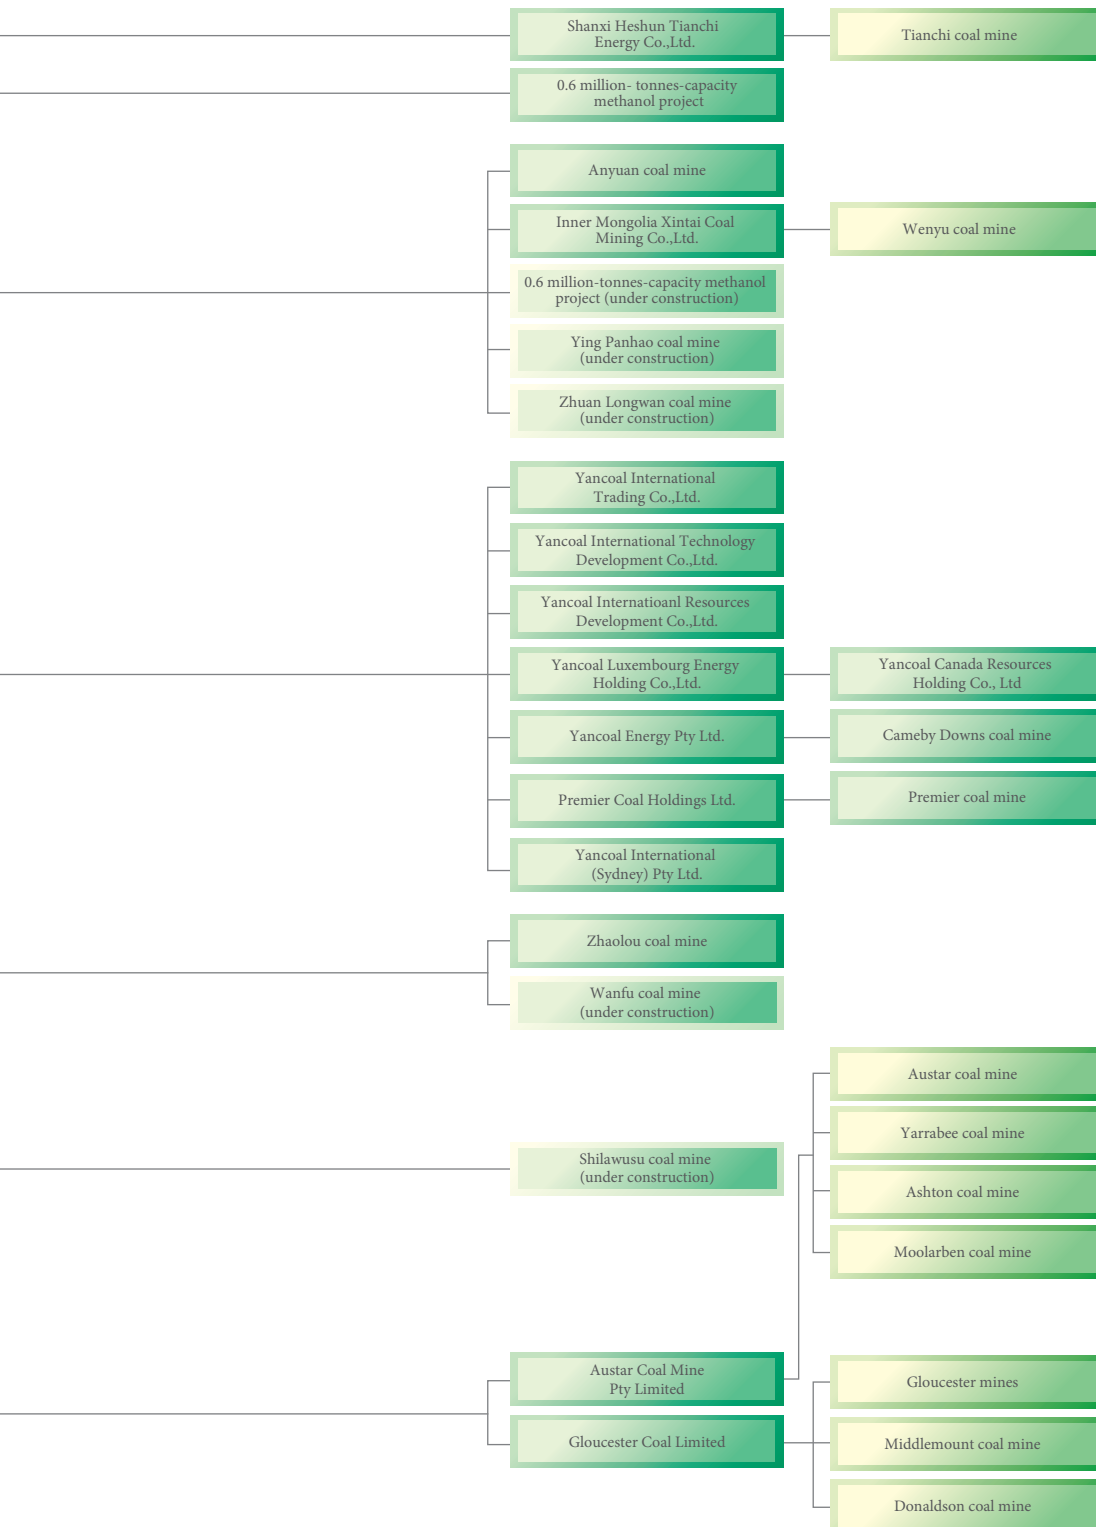 Shanxi Heshun Tianchi
Energy Co.,Ltd.
Tianchi coal mine
0.6 million- tonnes-capacity
methanol project
Anyuan coal mine
Inner Mongolia Xintai Coal
Mining Co.,Ltd.
Wenyu coal mine
0.6 million-tonnes-capacity methanol
project (under construction)
Ying Panhao coal mine
(under construction)
Zhuan Longwan coal mine
(under construction)
Yancoal International
Trading Co.,Ltd.
Yancoal International Technology
Development Co.,Ltd.
Yancoal Internatioanl Resources
Development Co.,Ltd.
Yancoal Luxembourg Energy
Holding Co.,Ltd.
Yancoal Canada Resources
Holding Co., Ltd
Yancoal Energy Pty Ltd.
Cameby Downs coal mine
Premier Coal Holdings Ltd.
Premier coal mine
Yancoal International
(Sydney) Pty Ltd.
Zhaolou coal mine
Wanfu coal mine
(under construction)
Austar coal mine
Yarrabee coal mine
Shilawusu coal mine
(under construction)
Ashton coal mine
Moolarben coal mine
Austar Coal Mine
Pty Limited
Gloucester mines
Gloucester Coal Limited
Middlemount coal mine
Donaldson coal mine